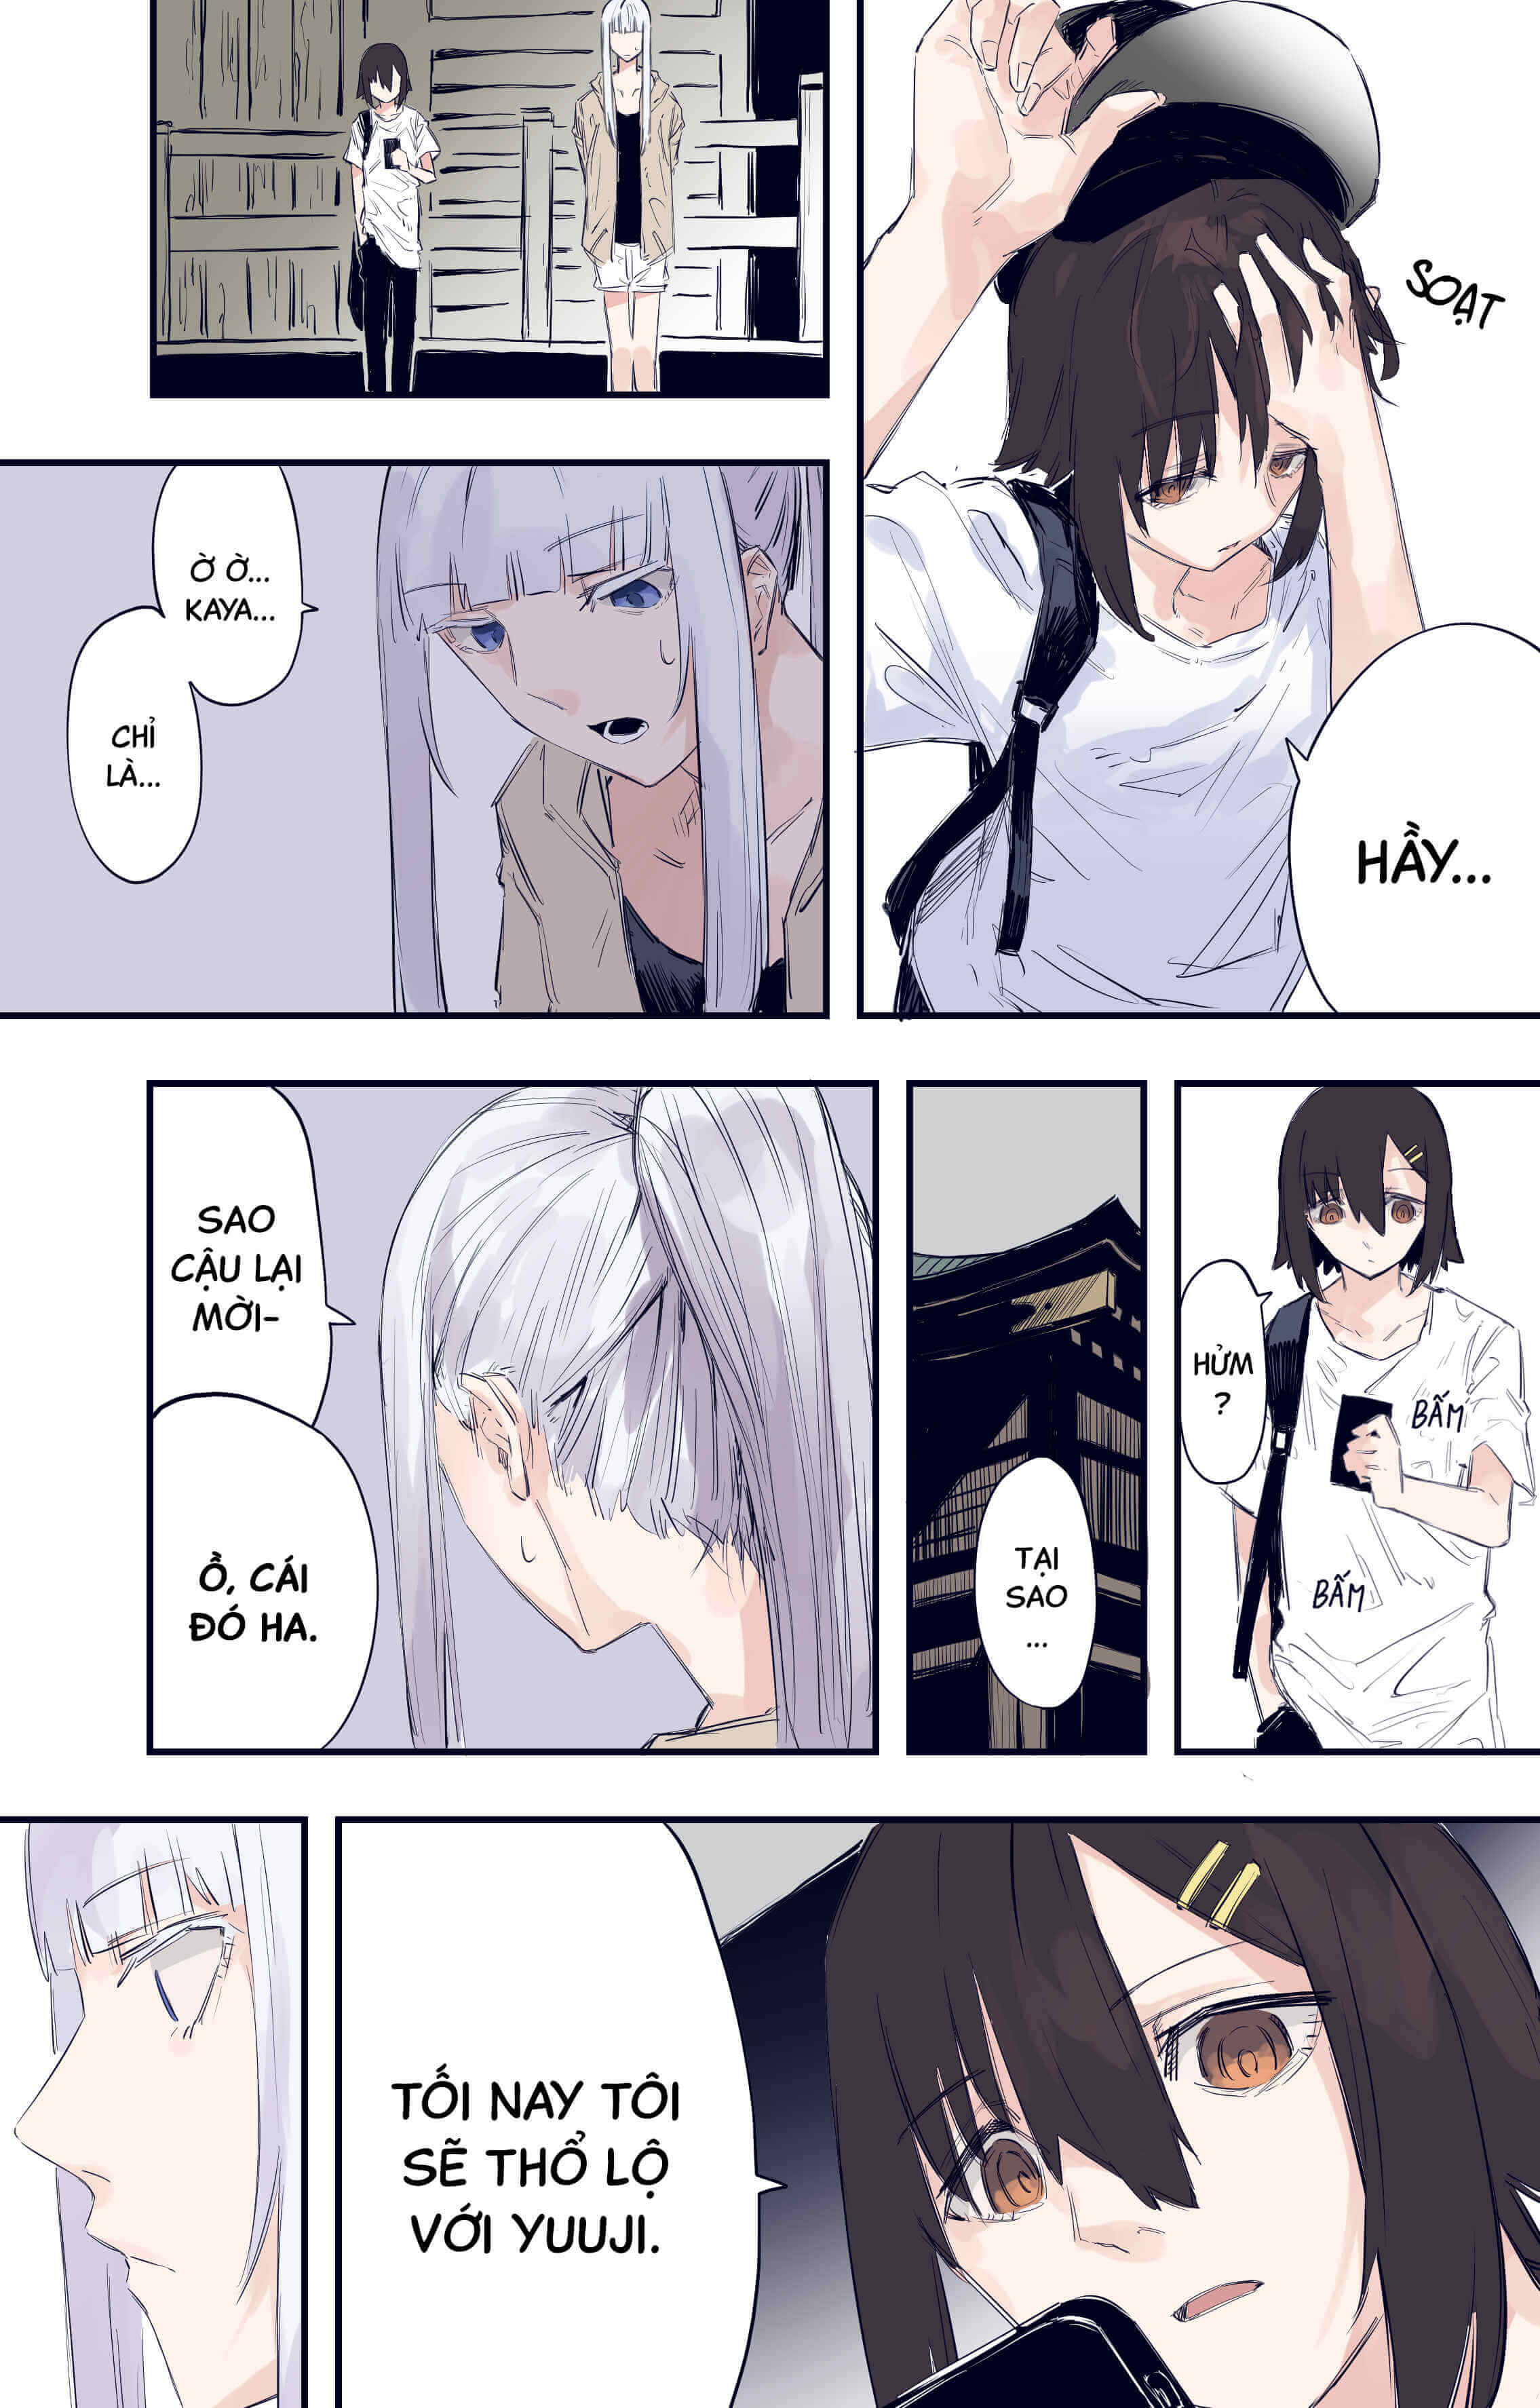 SOẠT
HẦY...
Ờ Ờ...
KAYA...
CHỈ
LÀ...
HỬM
?
BẤM
BẤM
TẠI
SAO
...
SAO
CẬU LẠI
MỜI-
Ồ, CÁI
ĐÓ HA.
TỐI NAY TÔI
SẼ THỔ LỘ
VỚI YUUJI.